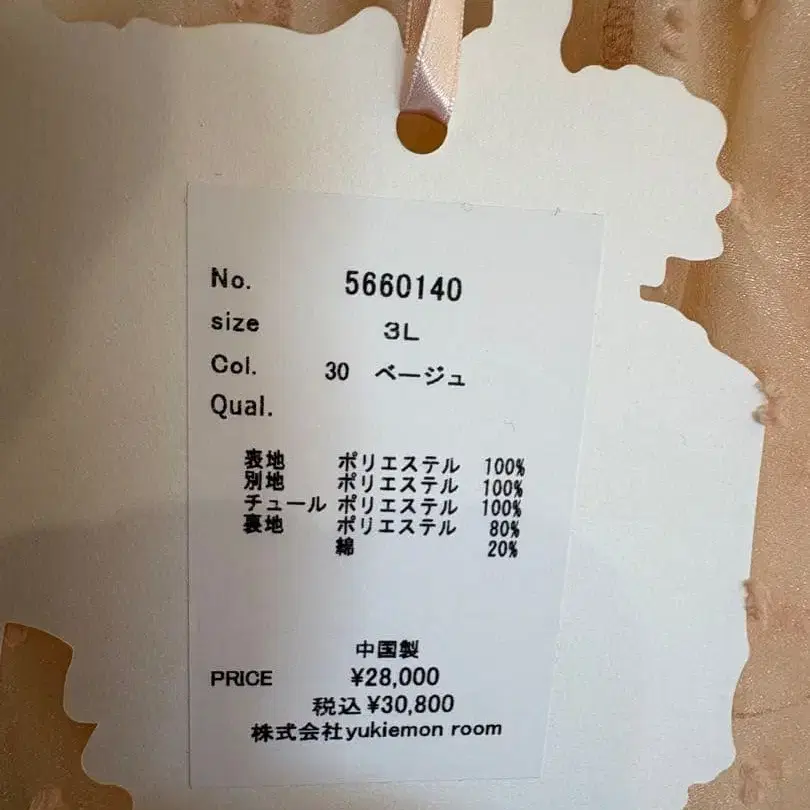 No. 5660140
size 3L
Col. 30 ベージュ
Qual.
表地 ポリエステル 100%
別地 ポリエステル 100%
チュール ポリエステル 100%
裏地 ポリエステル 80%
綿 20%
中国製
PRICE ¥28,000
税込 ¥30,800
株式会社yukiemon room